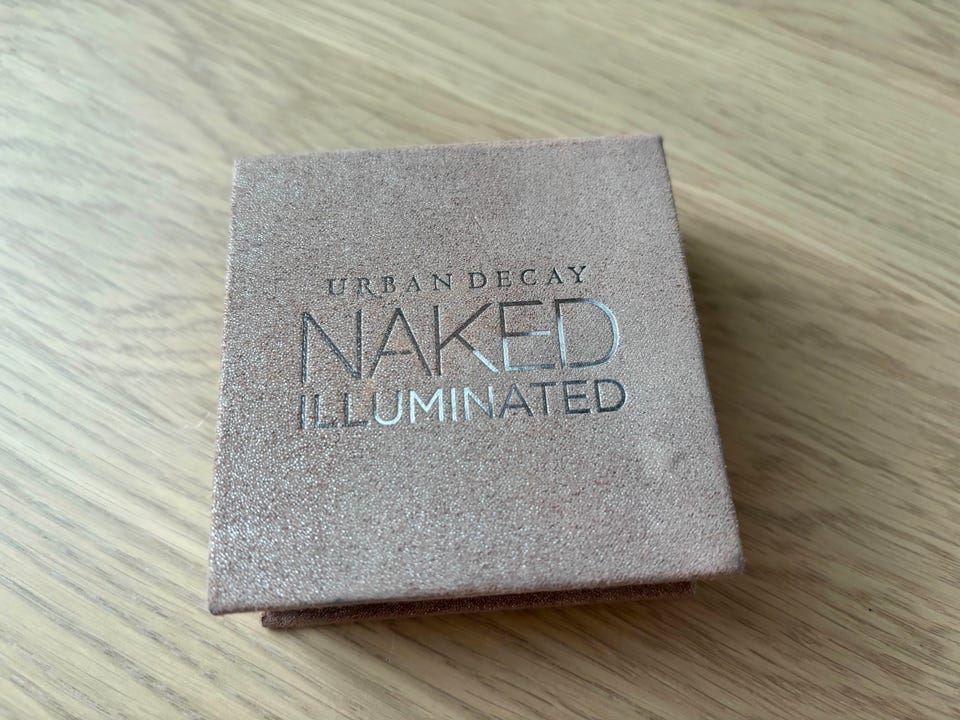 URBAN DECAY
NAKED
ILLUMINATED